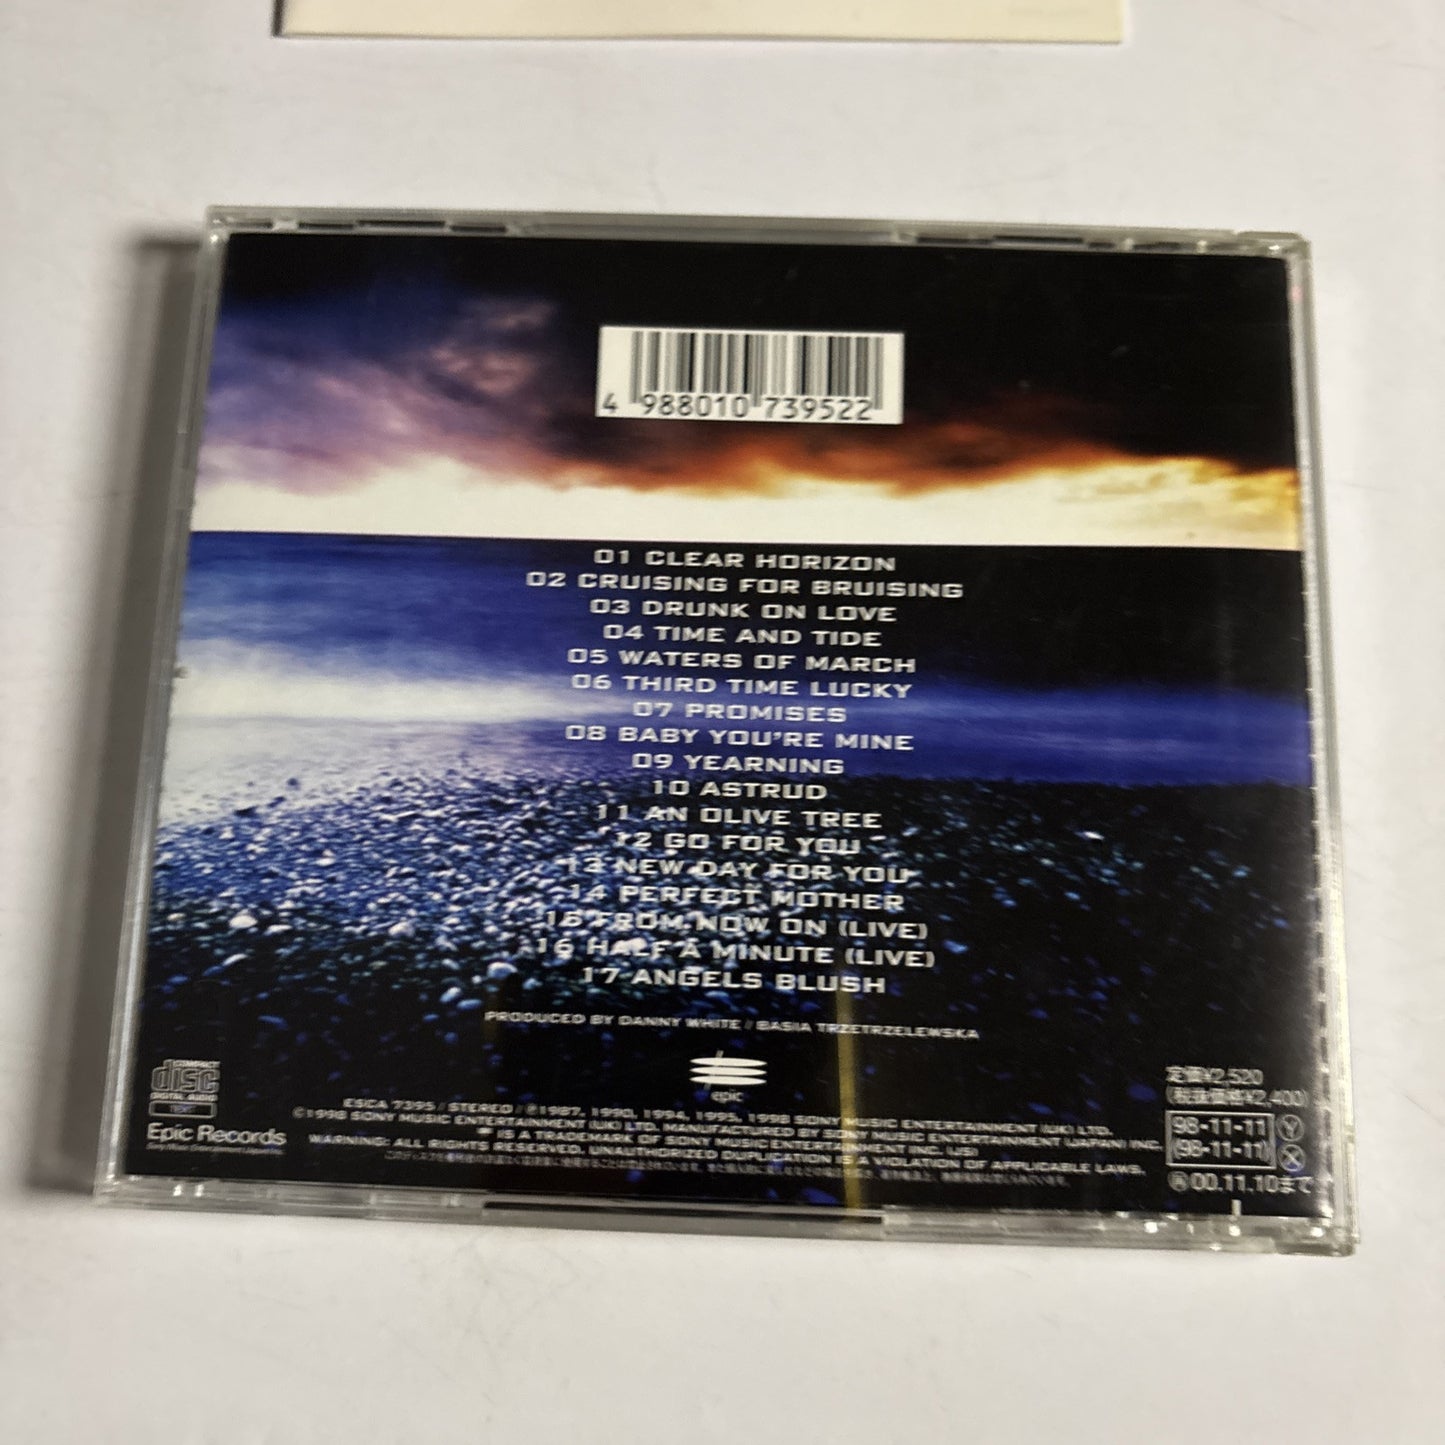 4 988010 739522
01 CLEAR HORIZON
02 CRUISING FOR BRUISING
03 DRUNK ON LOVE
04 TIME AND TIDE
05 WATERS OF MARCH
06 THIRD TIME LUCKY
07 PROMISES
08 BABY YOU'RE MINE
09 YEARNING
10 ASTRUD
11 AN OLIVE TREE
12 GO FOR YOU
13 NEW DAY FOR YOU
14 PERFECT MOTHER
15 FROM NOW ON (LIVE)
16 HALF A MINUTE (LIVE)
17 ANGELS BLUSH
PRODUCED BY DANNY WHITE / BASIA TRZETRZELEWSKA
epic
COMPACT
disc
DIGITAL AUDIO
TEXT
Epic Records
ESCA 7395 / STEREO / ℗1987, 1990, 1994, 1995, 1998 SONY MUSIC ENTERTAINMENT (UK) LTD.
©1998 SONY MUSIC ENTERTAINMENT (UK) LTD. MANUFACTURED BY SONY MUSIC ENTERTAINMENT (JAPAN) INC.
IS A TRADEMARK OF SONY MUSIC ENTERTAINMENT INC. (US)
WARNING: ALL RIGHTS RESERVED. UNAUTHORIZED DUPLICATION IS A VIOLATION OF APPLICABLE LAWS.
定価¥2,520
(税抜価格¥2,400)
98-11-11 Ⓨ
(98-11-11) Ⓧ
Ⓡ00.11.10まで